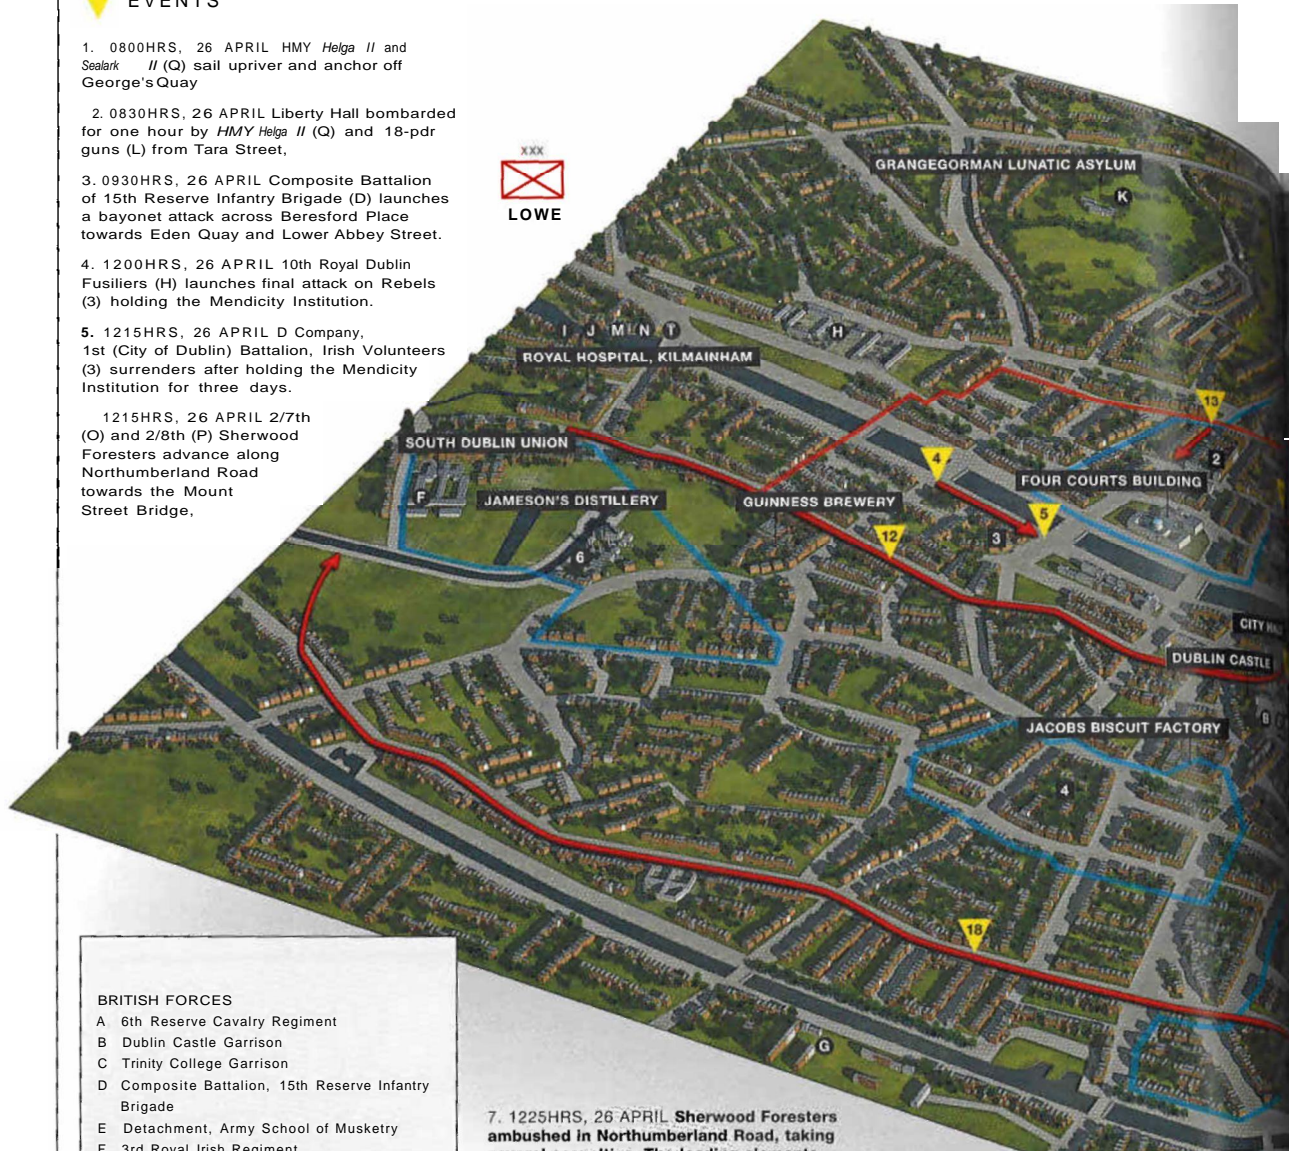 EVENTS
1. 0800HRS, 26 APRIL HMY Helga II and
Sealark II (Q) sail upriver and anchor off
George's Quay
2. 0830HRS, 26 APRIL Liberty Hall bombarded
for one hour by HMY Helga II (Q) and 18-pdr
guns (L) from Tara Street,
3. 0930HRS, 26 APRIL Composite Battalion
of 15th Reserve Infantry Brigade (D) launches
a bayonet attack across Beresford Place
towards Eden Quay and Lower Abbey Street.
4. 1200HRS, 26 APRIL 10th Royal Dublin
Fusiliers (H) launches final attack on Rebels
(3) holding the Mendicity Institution.
5. 1215HRS, 26 APRIL D Company,
1st (City of Dublin) Battalion, Irish Volunteers
(3) surrenders after holding the Mendicity
Institution for three days.
1215HRS, 26 APRIL 2/7th
(O) and 2/8th (P) Sherwood
Foresters advance along
Northumberland Road
towards the Mount
Street Bridge,
XXX
LOWE
GRANGEGORMAN LUNATIC ASYLUM
K
I J M N T
H
ROYAL HOSPITAL, KILMAINHAM
13
SOUTH DUBLIN UNION
4
2
FOUR COURTS BUILDING
F
JAMESON'S DISTILLERY
GUINNESS BREWERY
5
12
3
6
CITY
DUBLIN CASTLE
B
JACOBS BISCUIT FACTORY
4
18
G
BRITISH FORCES
A 6th Reserve Cavalry Regiment
B Dublin Castle Garrison
C Trinity College Garrison
D Composite Battalion, 15th Reserve Infantry
Brigade
E Detachment, Army School of Musketry
F 3rd Royal Irish Regiment
7. 1225HRS, 26 APRIL Sherwood Foresters
ambushed in Northumberland Road, taking